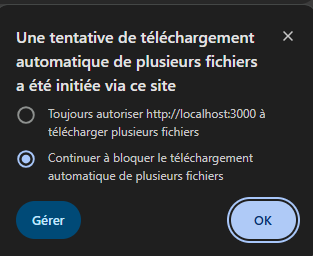 Une tentative de téléchargement
automatique de plusieurs fichiers
a été initiée via ce site
Toujours autoriser http://localhost:3000 à
télécharger plusieurs fichiers
Continuer à bloquer le téléchargement
automatique de plusieurs fichiers
Gérer
OK